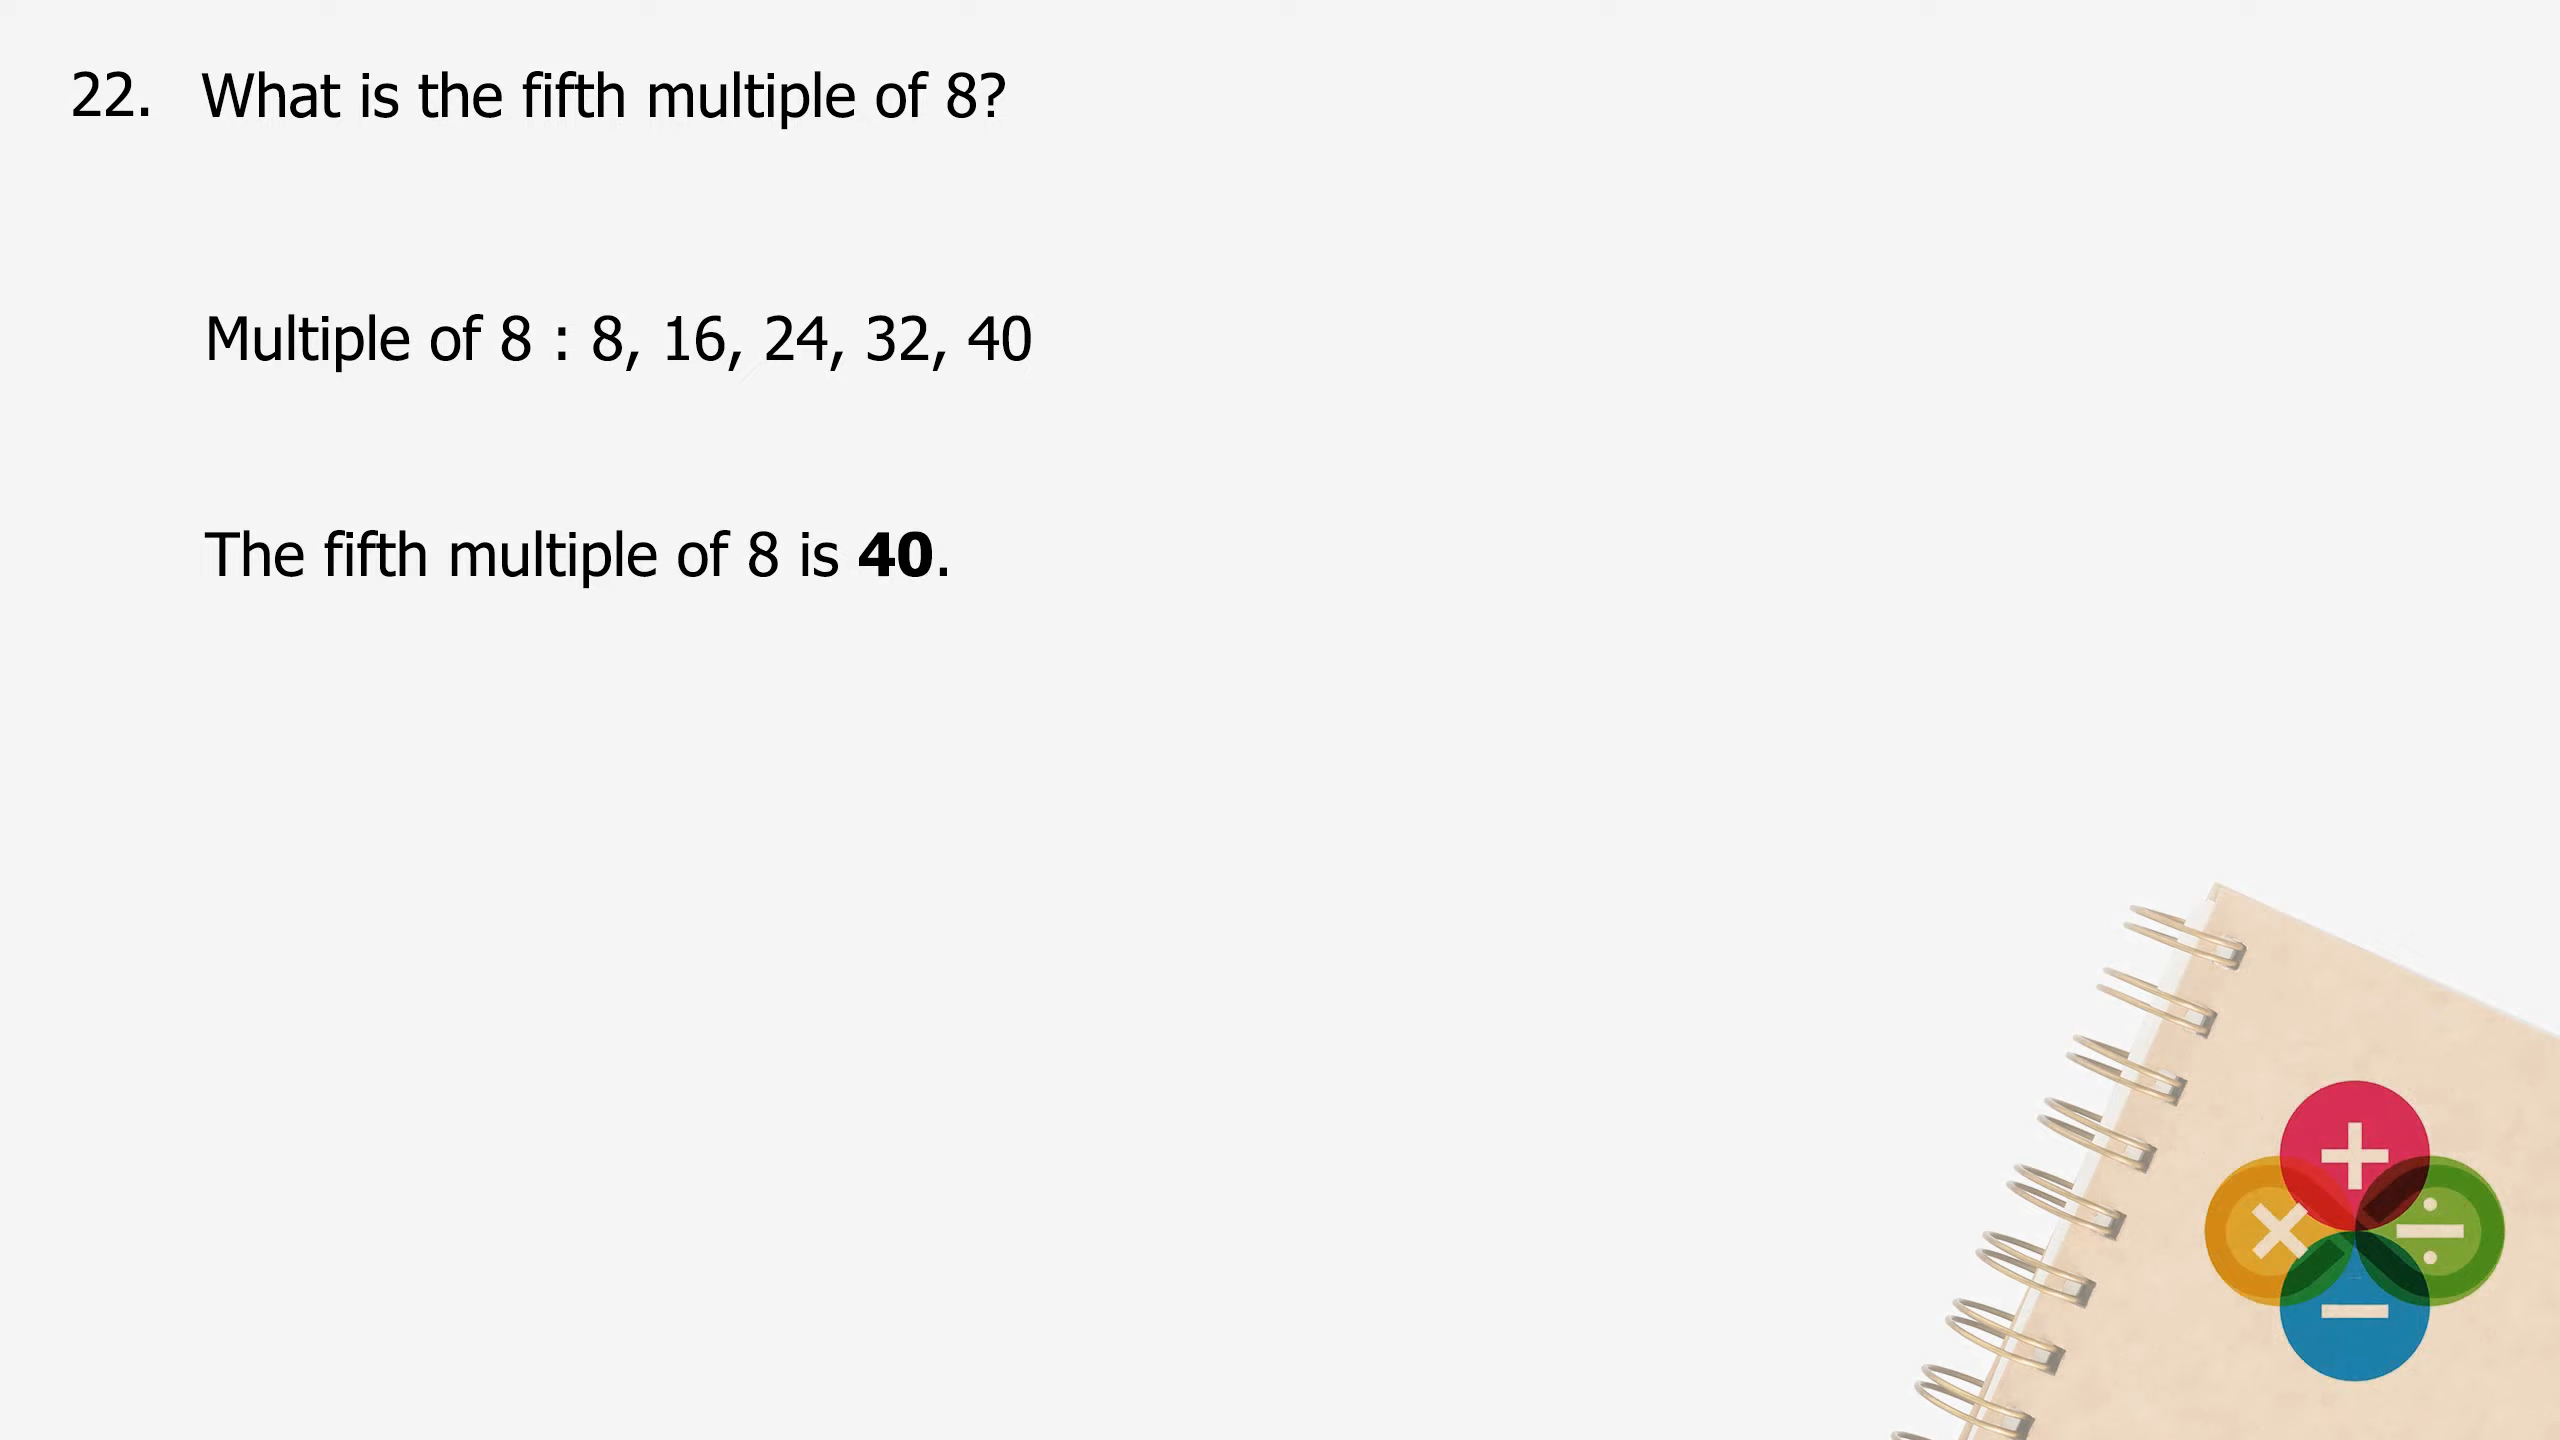 22. What is the fifth multiple of 8?
Multiple of 8 : 8, 16, 24, 32, 40
The fifth multiple of 8 is 40.
+
× ÷
−